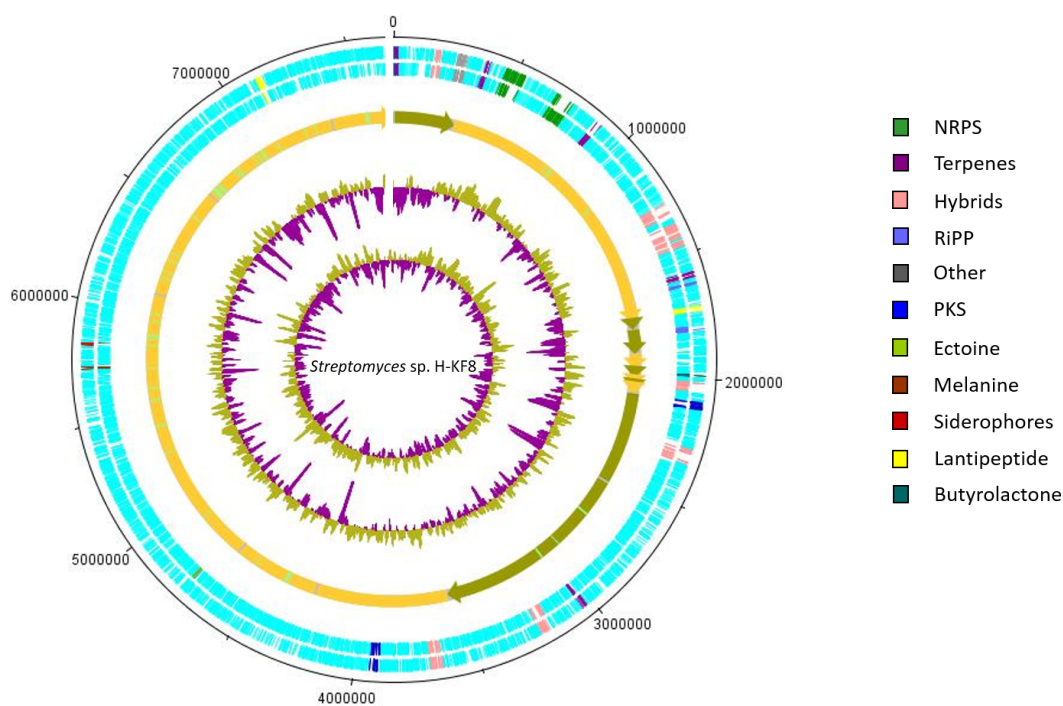 0
7000000
1000000
6000000
Streptomyces sp. H-KF8
2000000
5000000
3000000
4000000
NRPS
Terpenes
Hybrids
RiPP
Other
PKS
Ectoine
Melanine
Siderophores
Lantipeptide
Butyrolactone